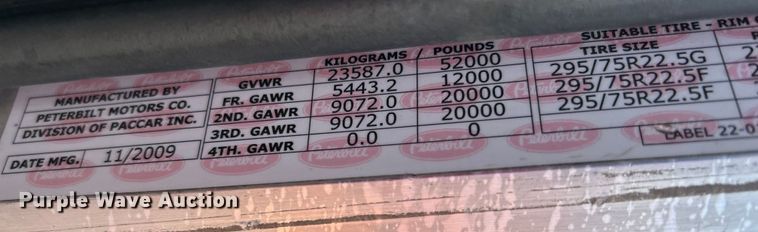 MANUFACTURED BY
PETERBILT MOTORS CO.
DIVISION OF PACCAR INC.
DATE MFG. 11/2009
KILOGRAMS / POUNDS
GVWR 23587.0 52000
FR. GAWR 5443.2 12000
2ND. GAWR 9072.0 20000
3RD. GAWR 9072.0 20000
4TH. GAWR 0.0 0
SUITABLE TIRE - RIM
TIRE SIZE
295/75R22.5G
295/75R22.5F
295/75R22.5F
LABEL
Peterbilt
Purple Wave Auction